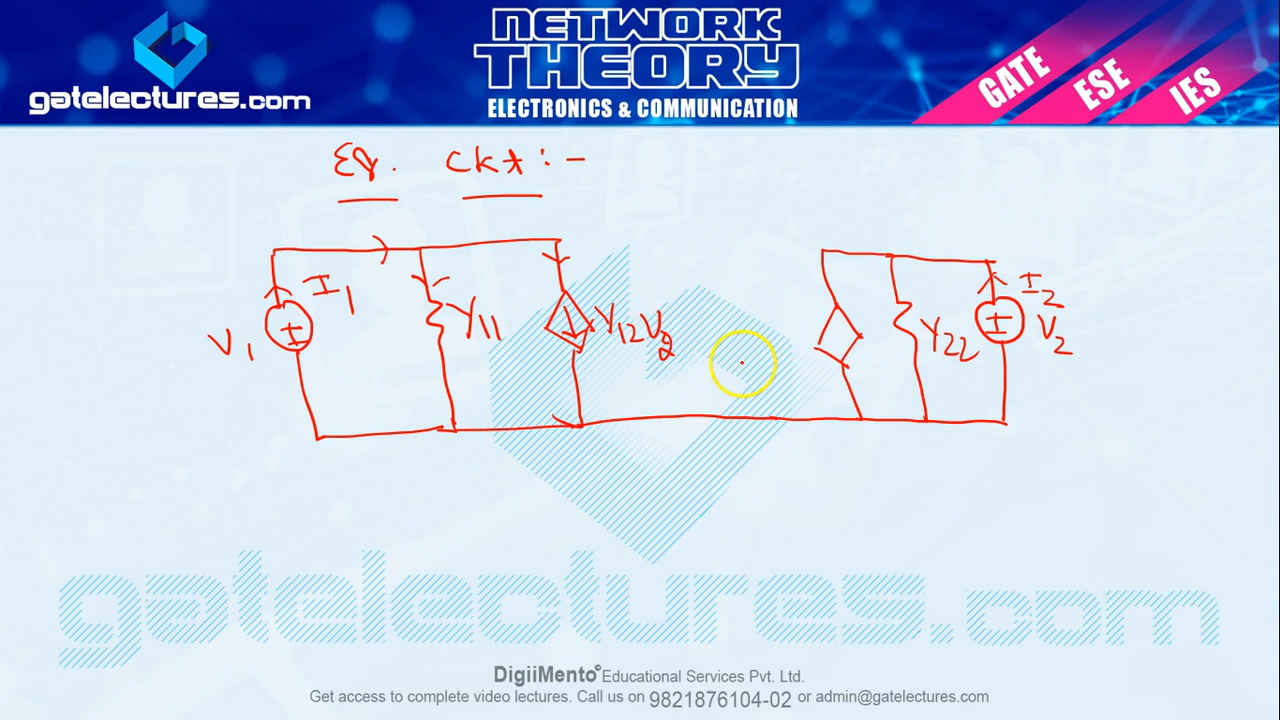 gatelectures.com
NETWORK
THEORY
ELECTRONICS & COMMUNICATION
GATE
ESE
IES
Eq. Ckt :-
I1
V1
Y11
Y12V2
Y22
I2
V2
gatelectures.com
DigiiMento© Educational Services Pvt. Ltd.
Get access to complete video lectures. Call us on 9821876104-02 or admin@gatelectures.com